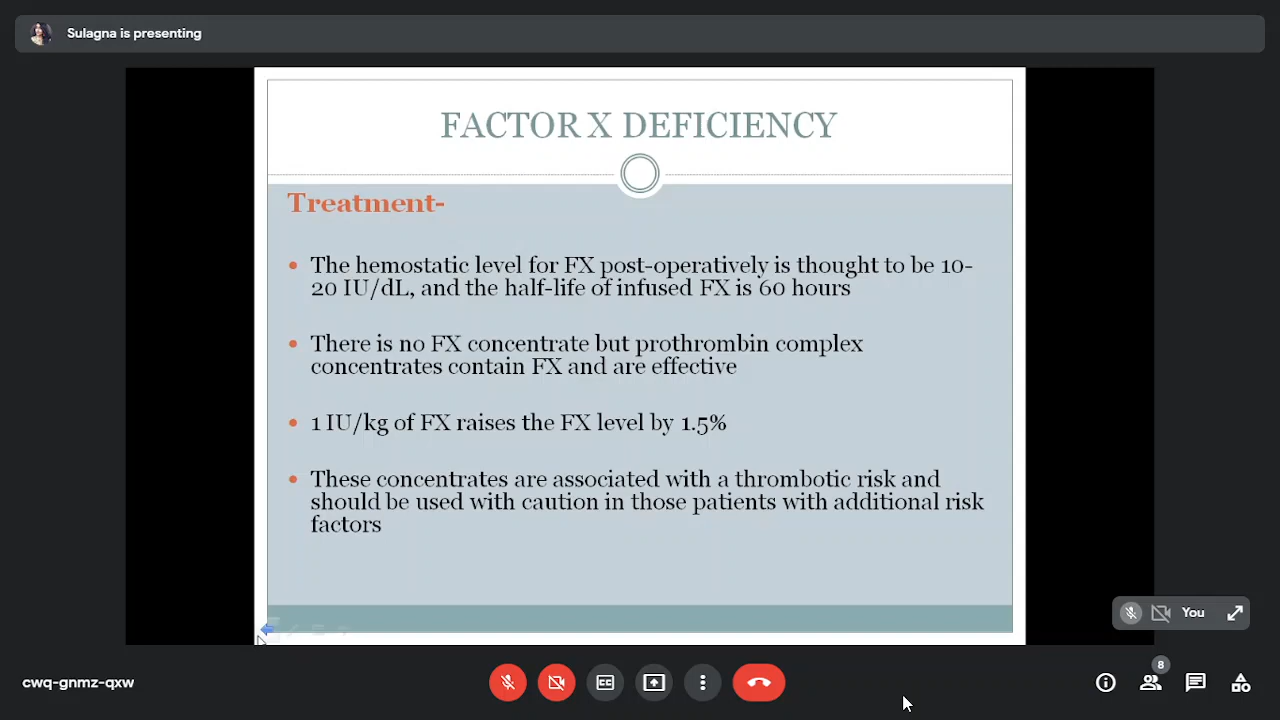 Sulagna is presenting
FACTOR X DEFICIENCY
Treatment-
• The hemostatic level for FX post-operatively is thought to be 10-
20 IU/dL, and the half-life of infused FX is 60 hours
• There is no FX concentrate but prothrombin complex
concentrates contain FX and are effective
• 1 IU/kg of FX raises the FX level by 1.5%
• These concentrates are associated with a thrombotic risk and
should be used with caution in those patients with additional risk
factors
You
8
cwq-gnmz-qxw
CC